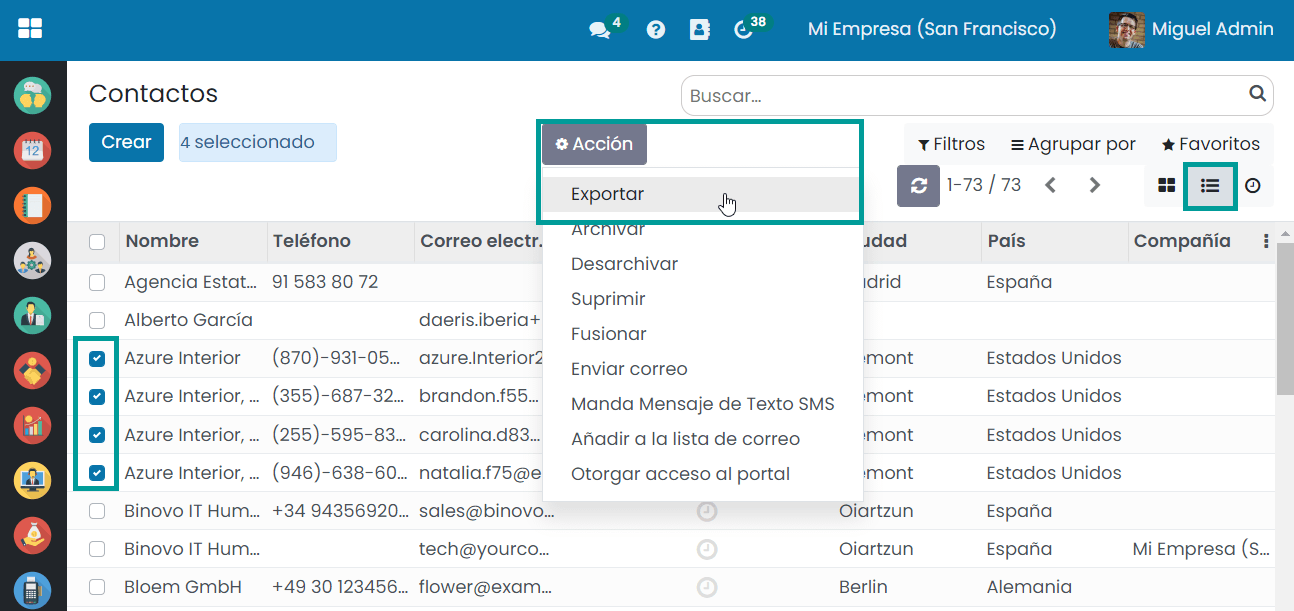 4 38 Mi Empresa (San Francisco) Miguel Admin
Contactos
Buscar...
Crear 4 seleccionado Acción Filtros Agrupar por Favoritos
1-73 / 73
Exportar
Archivar
Desarchivar
Suprimir
Fusionar
Enviar correo
Manda Mensaje de Texto SMS
Añadir a la lista de correo
Otorgar acceso al portal
12
Nombre Teléfono Correo electr. udad País Compañía
Agencia Estat... 91 583 80 72 drid España
Alberto García daeris.iberia+
Azure Interior (870)-931-05... azure.Interior2 emont Estados Unidos
Azure Interior, ... (355)-687-32... brandon.f55... emont Estados Unidos
Azure Interior, ... (255)-595-83... carolina.d83... emont Estados Unidos
Azure Interior, ... (946)-638-60... natalia.f75@e emont Estados Unidos
Binovo IT Hum... +34 94356920... sales@binovo... Oiartzun España
Binovo IT Hum... tech@yourco... Oiartzun España Mi Empresa (S...
Bloem GmbH +49 30 123456... flower@exam... Berlin Alemania